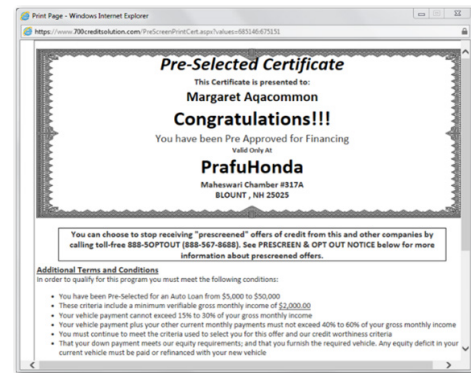 Print Page - Windows Internet Explorer
https://www.700creditsolution.com/PreScreenPrintCert.aspx?values=683146:675131
Pre-Selected Certificate
This Certificate is presented to:
Margaret Aqacommon
Congratulations!!!
You have been Pre Approved for Financing
Valid Only At
PrafuHonda
Maheswari Chamber #317A
BLOUNT , NH 25025
You can choose to stop receiving "prescreened" offers of credit from this and other companies by
calling toll-free 888-5OPTOUT (888-567-8688). See PRESCREEN & OPT OUT NOTICE below for more
information about prescreened offers.
Additional Terms and Conditions
In order to qualify for this program you must meet the following conditions:
• You have been Pre-Selected for an Auto Loan from $5,000 to $50,000
• These criteria include a minimum verifiable gross monthly income of $2,000.00
• Your vehicle payment cannot exceed 15% to 30% of your gross monthly income
• Your vehicle payment plus your other current monthly payments must not exceed 40% to 60% of your gross monthly income
• You must continue to meet the criteria used to select you for this offer and our credit worthiness criteria
• That your down payment meets our equity requirements; and that you furnish the required vehicle. Any equity deficit in your
current vehicle must be paid or refinanced with your new vehicle